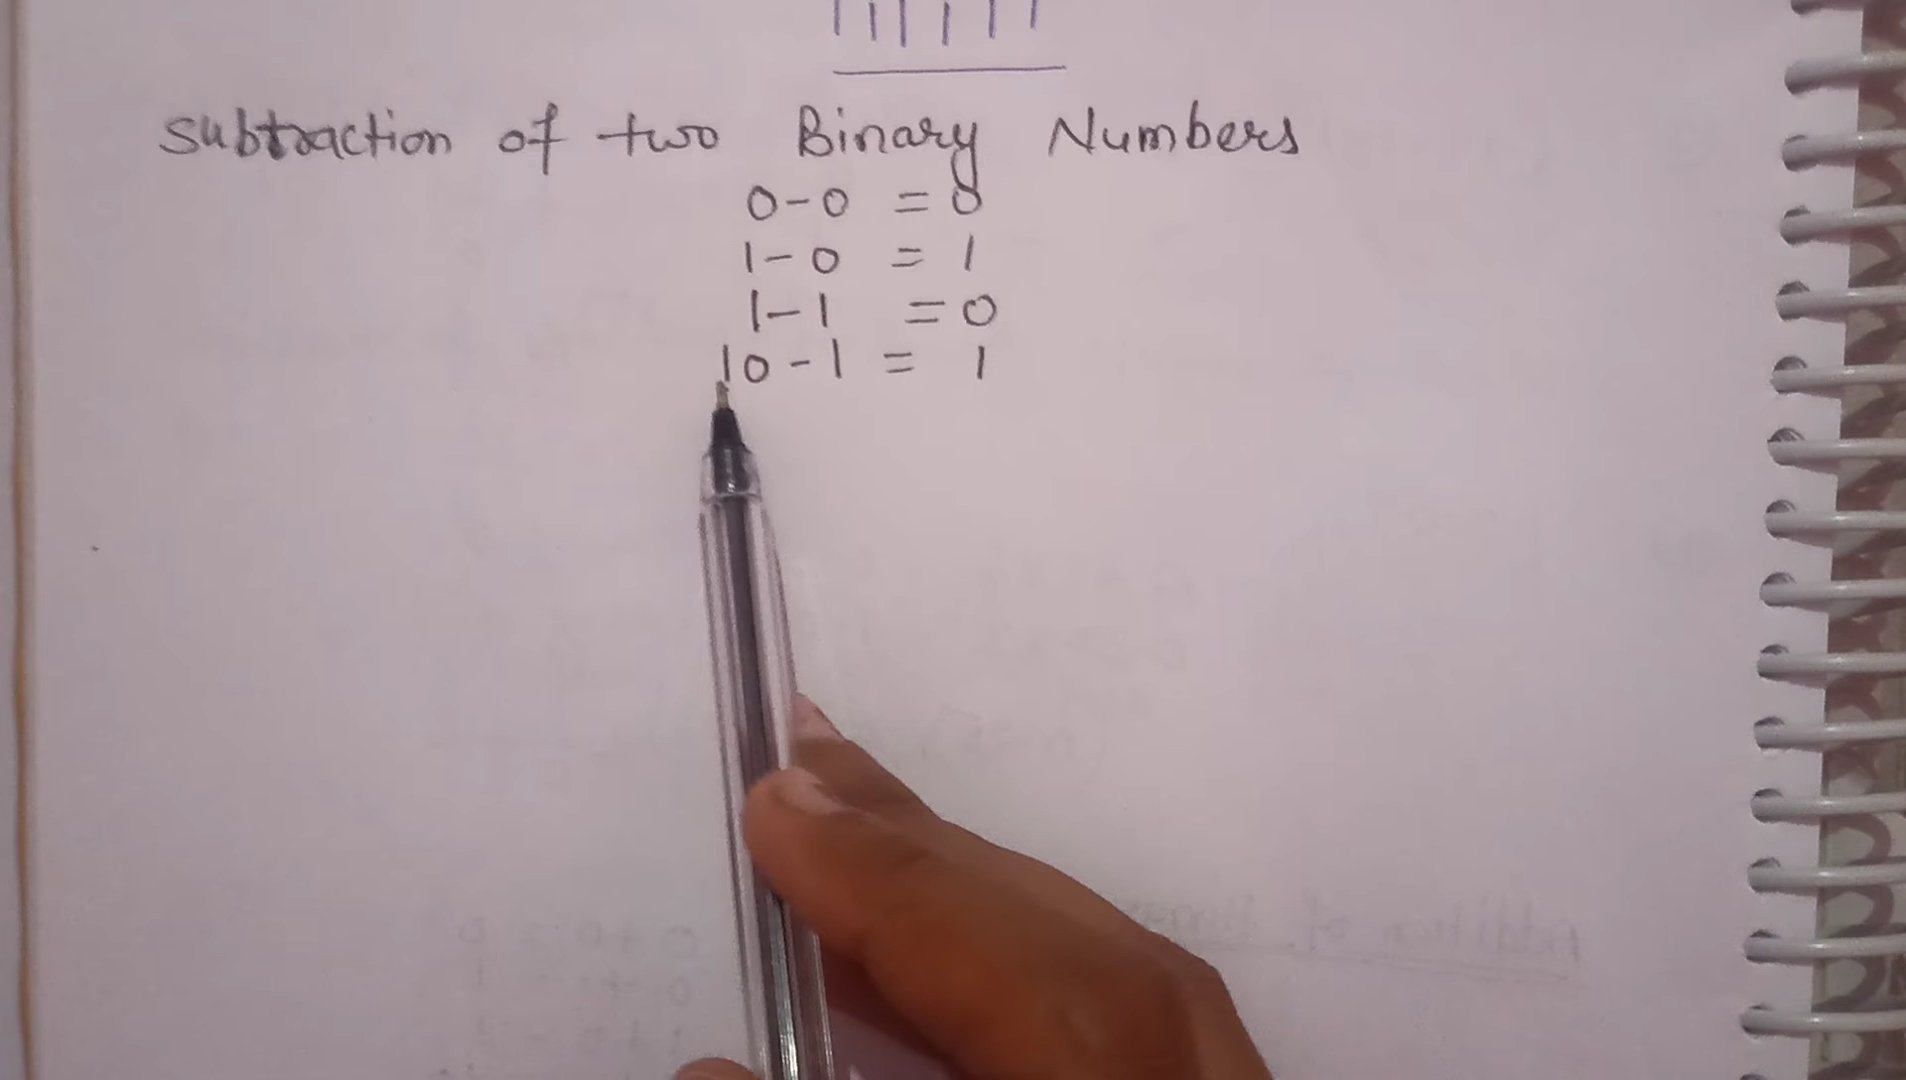 Subtraction of two Binary Numbers
0-0 = 0
1-0 = 1
1-1 = 0
10-1 = 1